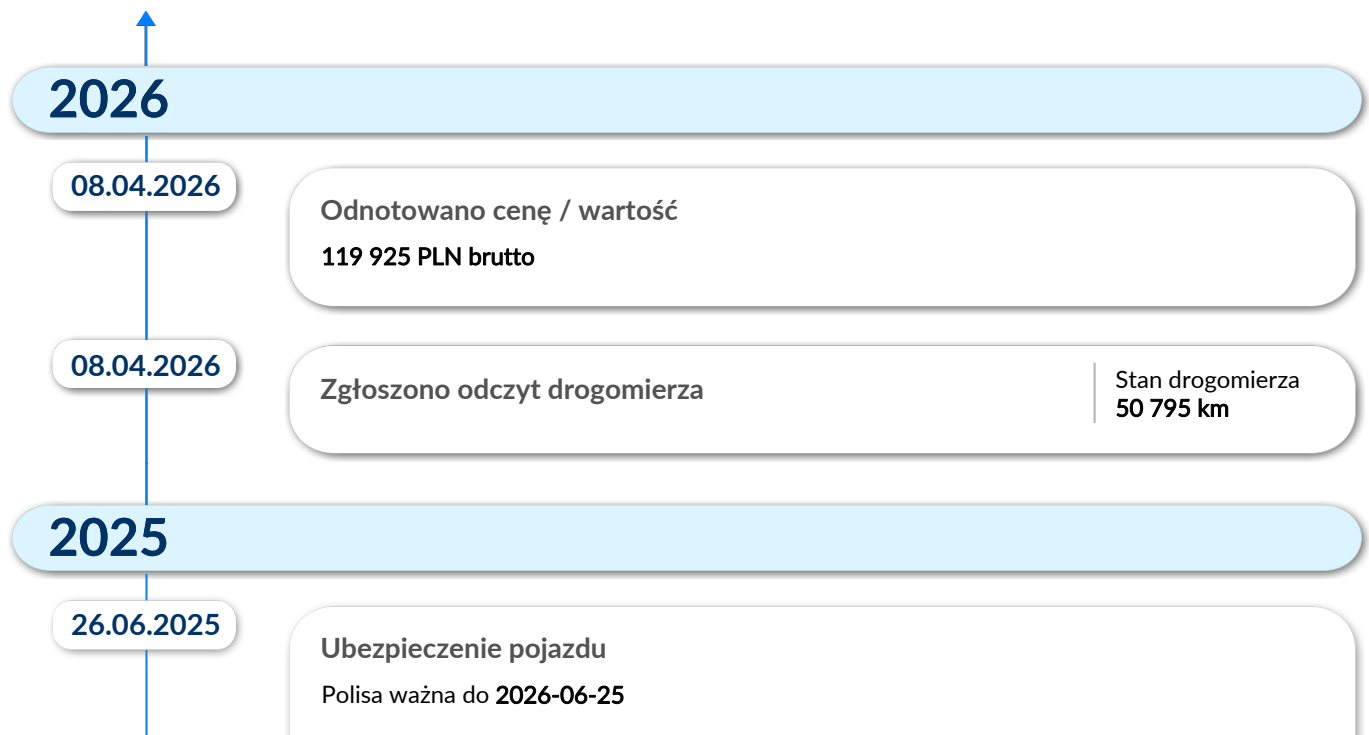 2026
08.04.2026
Odnotowano cenę / wartość
119 925 PLN brutto
08.04.2026
Zgłoszono odczyt drogomierza
Stan drogomierza
50 795 km
2025
26.06.2025
Ubezpieczenie pojazdu
Polisa ważna do 2026-06-25